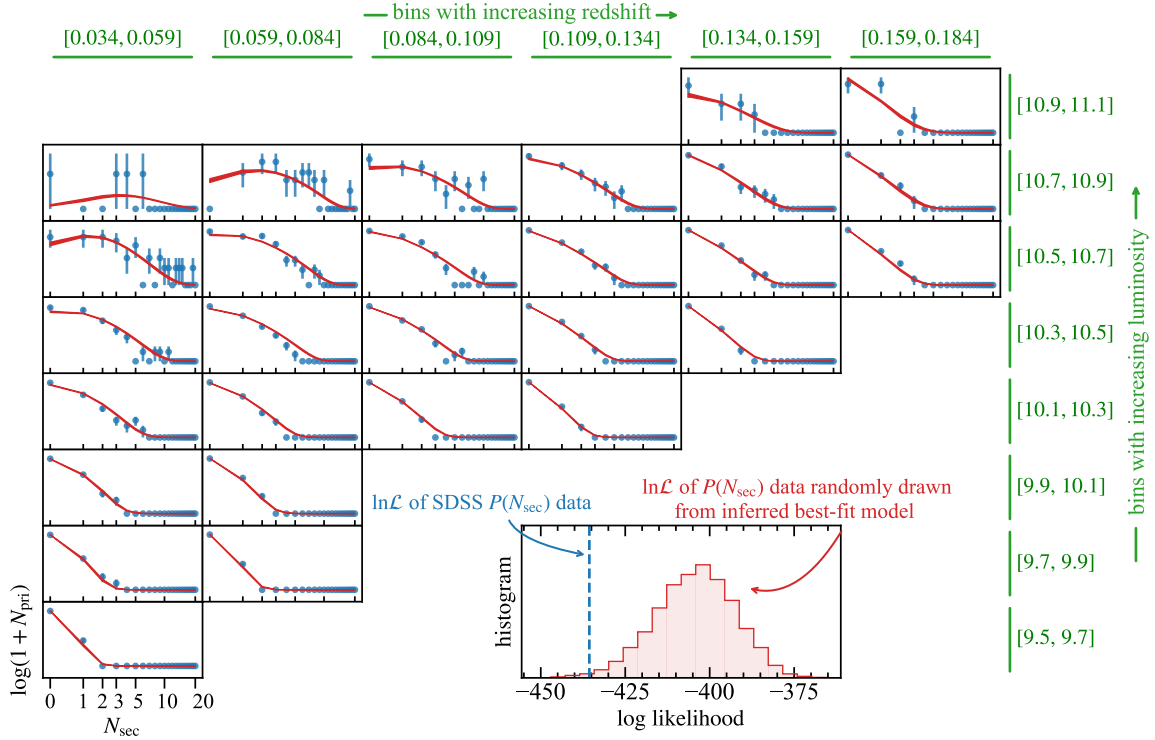 bins with increasing redshift
[0.034, 0.059] [0.059, 0.084] [0.084, 0.109] [0.109, 0.134] [0.134, 0.159] [0.159, 0.184]
[10.9, 11.1]
[10.7, 10.9]
[10.5, 10.7]
[10.3, 10.5]
[10.1, 10.3]
[9.9, 10.1]
[9.7, 9.9]
[9.5, 9.7]
bins with increasing luminosity
lnℒ of SDSS P(N_sec) data
lnℒ of P(N_sec) data randomly drawn
from inferred best-fit model
histogram
−450 −425 −400 −375
log likelihood
log(1 + N_pri)
0 1 2 3 5 10 20
N_sec